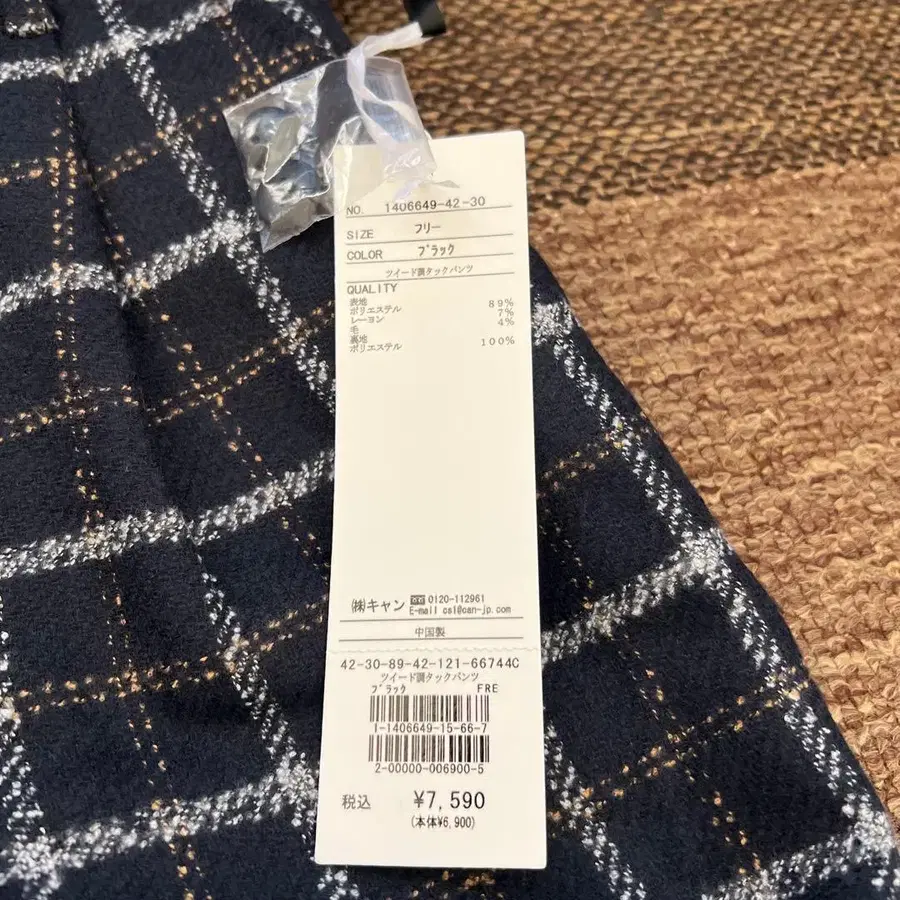 NO. 1406649-42-30
SIZE フリー
COLOR ブラック
ツイード調タックパンツ
QUALITY
表地
ポリエステル 89%
レーヨン 7%
毛 4%
裏地
ポリエステル 100%
㈱キャン 0120-112961
E-mail csl@can-jp.com
中国製
42-30-89-42-121-66744C
ツイード調タックパンツ
ブラック FRE
1-1406649-15-66-7
2-00000-006900-5
税込 ¥7,590
(本体¥6,900)